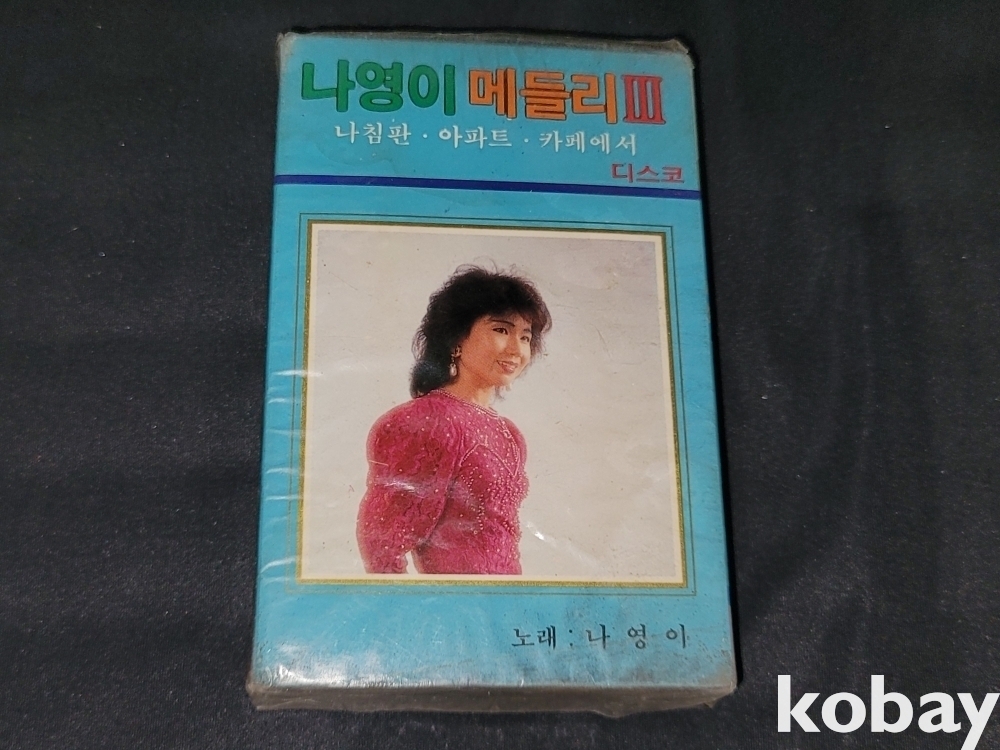 나영이 메들리 III
나침판 · 아파트 · 카페에서
디스코
노래 : 나 영 이
kobay